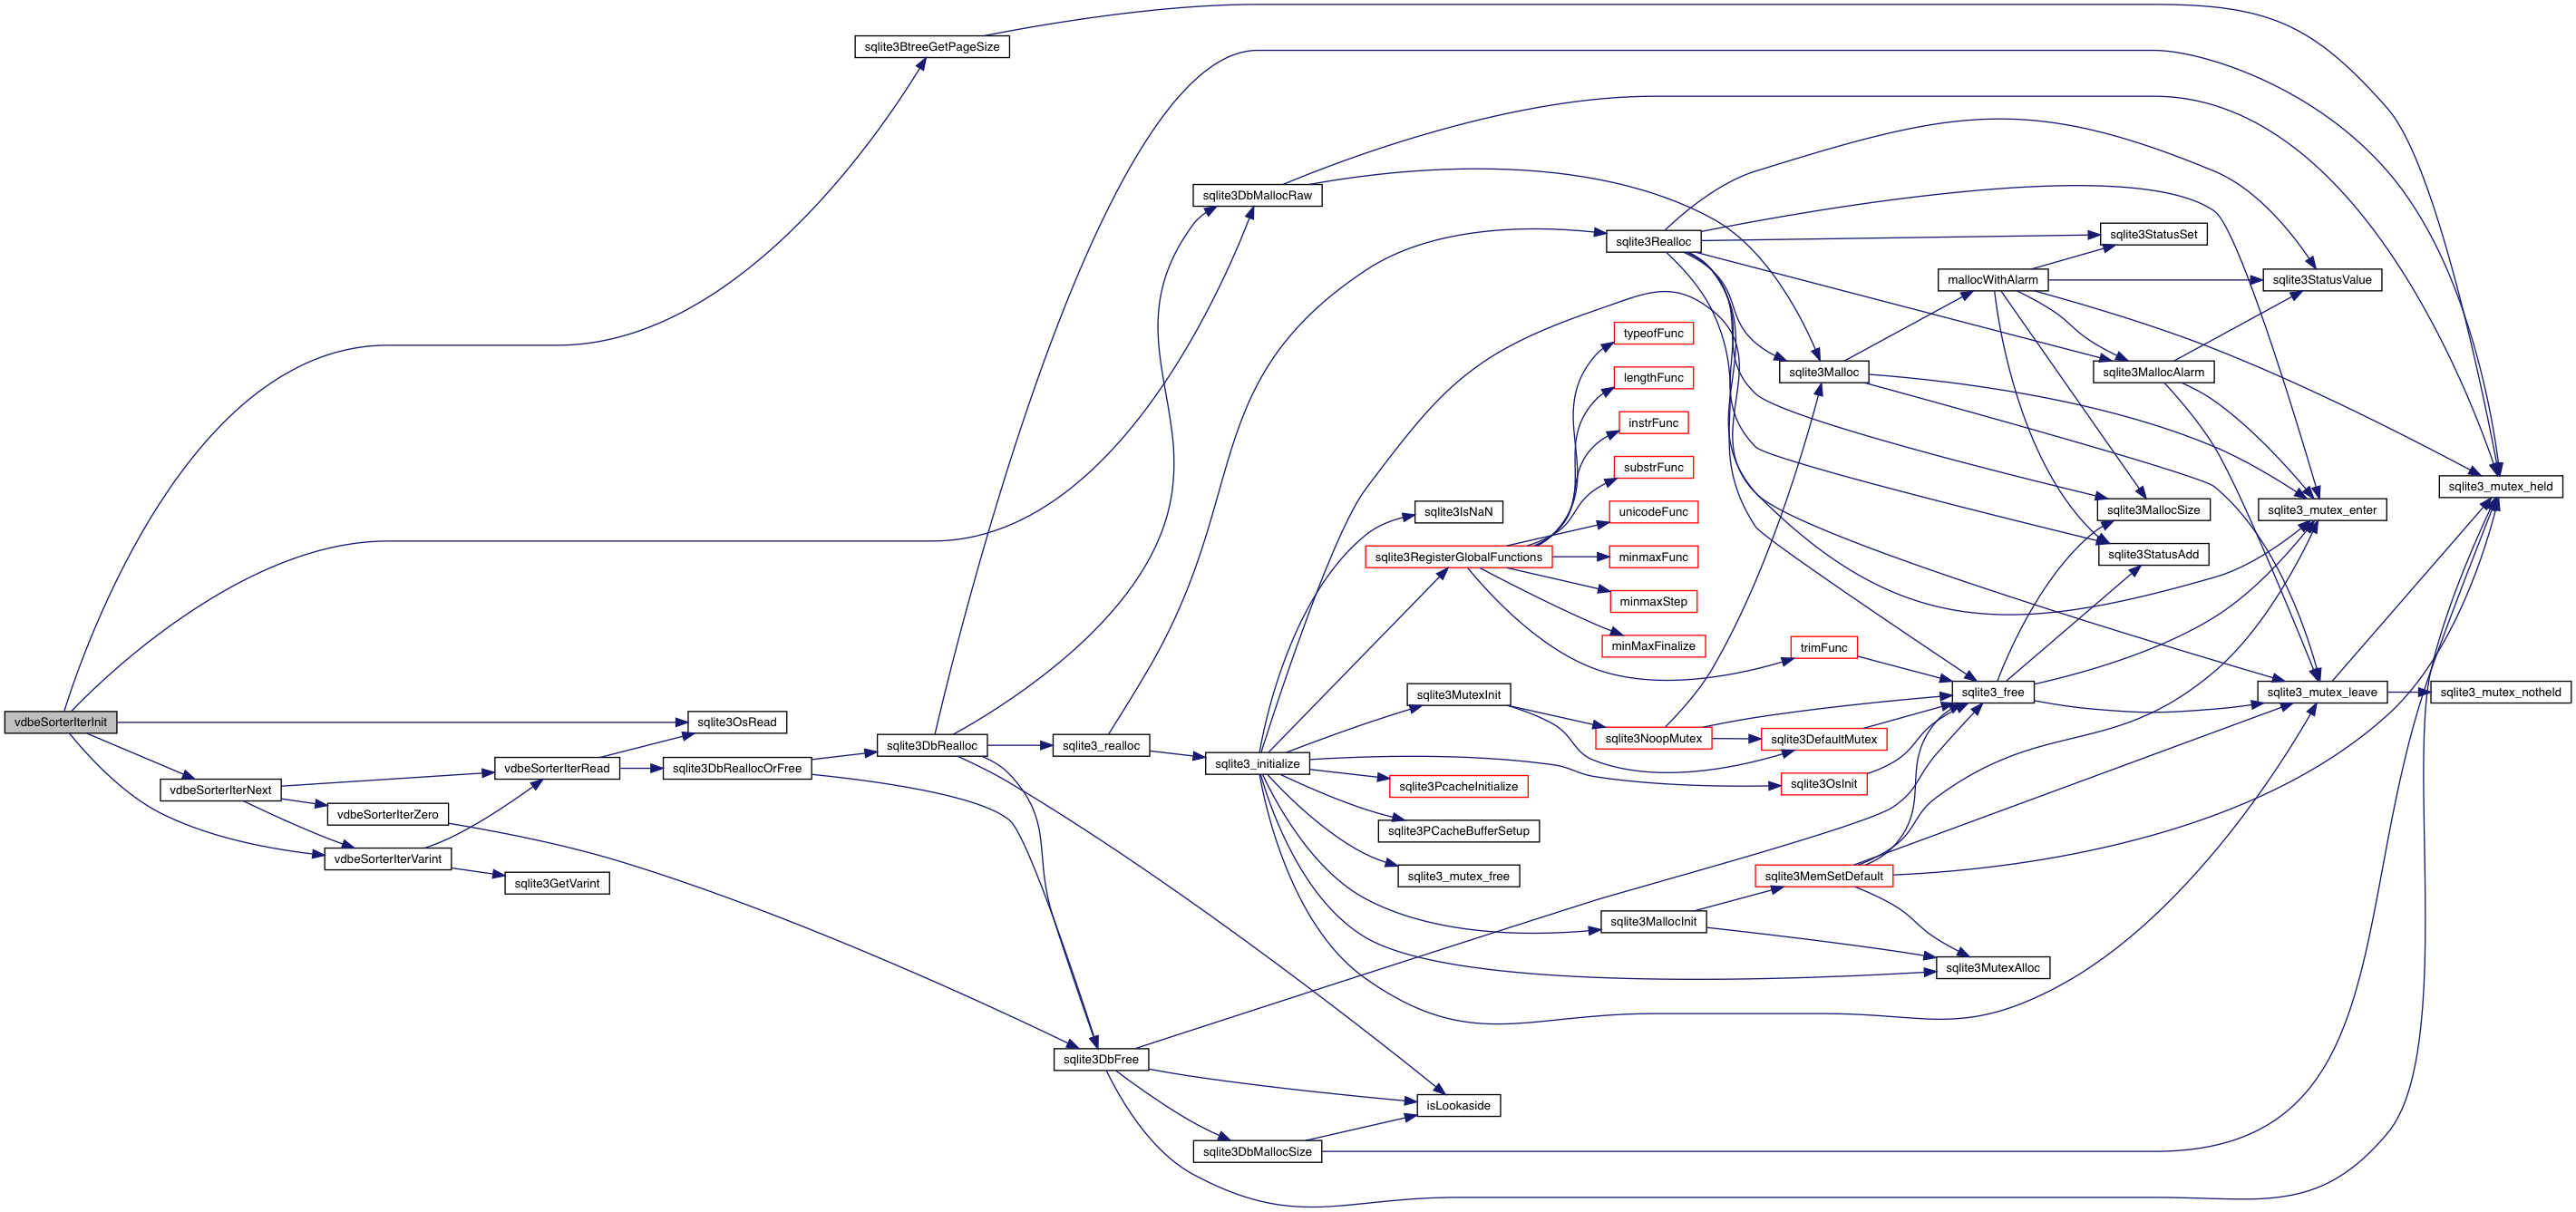 sqlite3BtreeGetPageSize
sqlite3DbMallocRaw
sqlite3Realloc
sqlite3StatusSet
mallocWithAlarm
sqlite3StatusValue
typeofFunc
sqlite3Malloc
sqlite3MallocAlarm
lengthFunc
instrFunc
substrFunc
sqlite3_mutex_held
sqlite3IsNaN
unicodeFunc
sqlite3MallocSize
sqlite3_mutex_enter
sqlite3RegisterGlobalFunctions
minmaxFunc
sqlite3StatusAdd
minmaxStep
minMaxFinalize
trimFunc
sqlite3MutexInit
sqlite3_free
sqlite3_mutex_leave
sqlite3_mutex_notheld
vdbeSorterIterInit
sqlite3OsRead
sqlite3NoopMutex
sqlite3DefaultMutex
sqlite3DbRealloc
sqlite3_realloc
sqlite3_initialize
vdbeSorterIterRead
sqlite3DbReallocOrFree
sqlite3PcacheInitialize
sqlite3OsInit
vdbeSorterIterNext
vdbeSorterIterZero
sqlite3PCacheBufferSetup
vdbeSorterIterVarint
sqlite3GetVarint
sqlite3_mutex_free
sqlite3MemSetDefault
sqlite3MallocInit
sqlite3MutexAlloc
sqlite3DbFree
isLookaside
sqlite3DbMallocSize